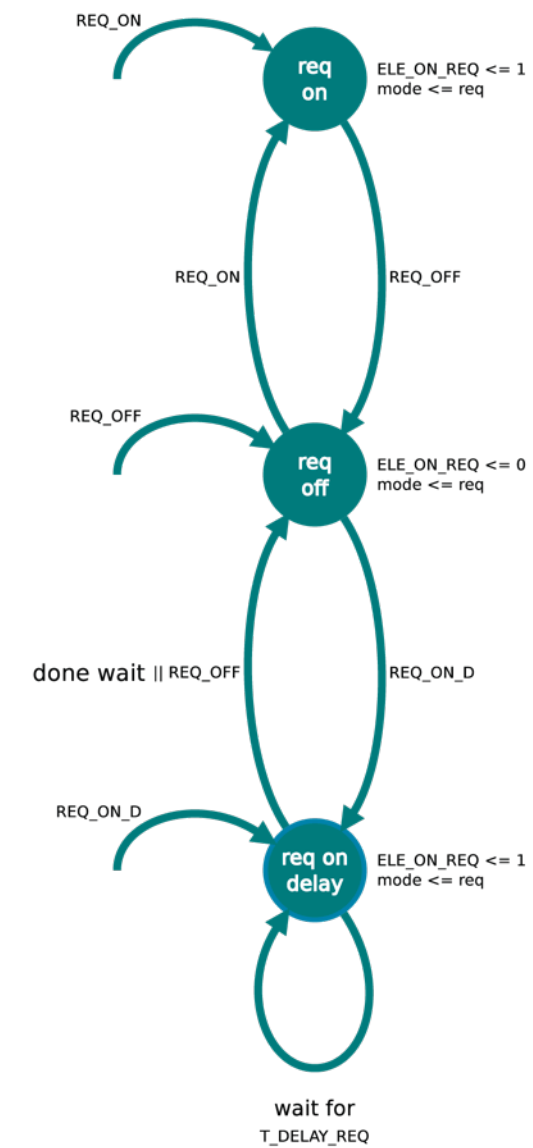 REQ_ON
req
on
ELE_ON_REQ <= 1
mode <= req
REQ_ON
REQ_OFF
REQ_OFF
req
off
ELE_ON_REQ <= 0
mode <= req
done wait || REQ_OFF
REQ_ON_D
REQ_ON_D
req on
delay
ELE_ON_REQ <= 1
mode <= req
wait for
T_DELAY_REQ